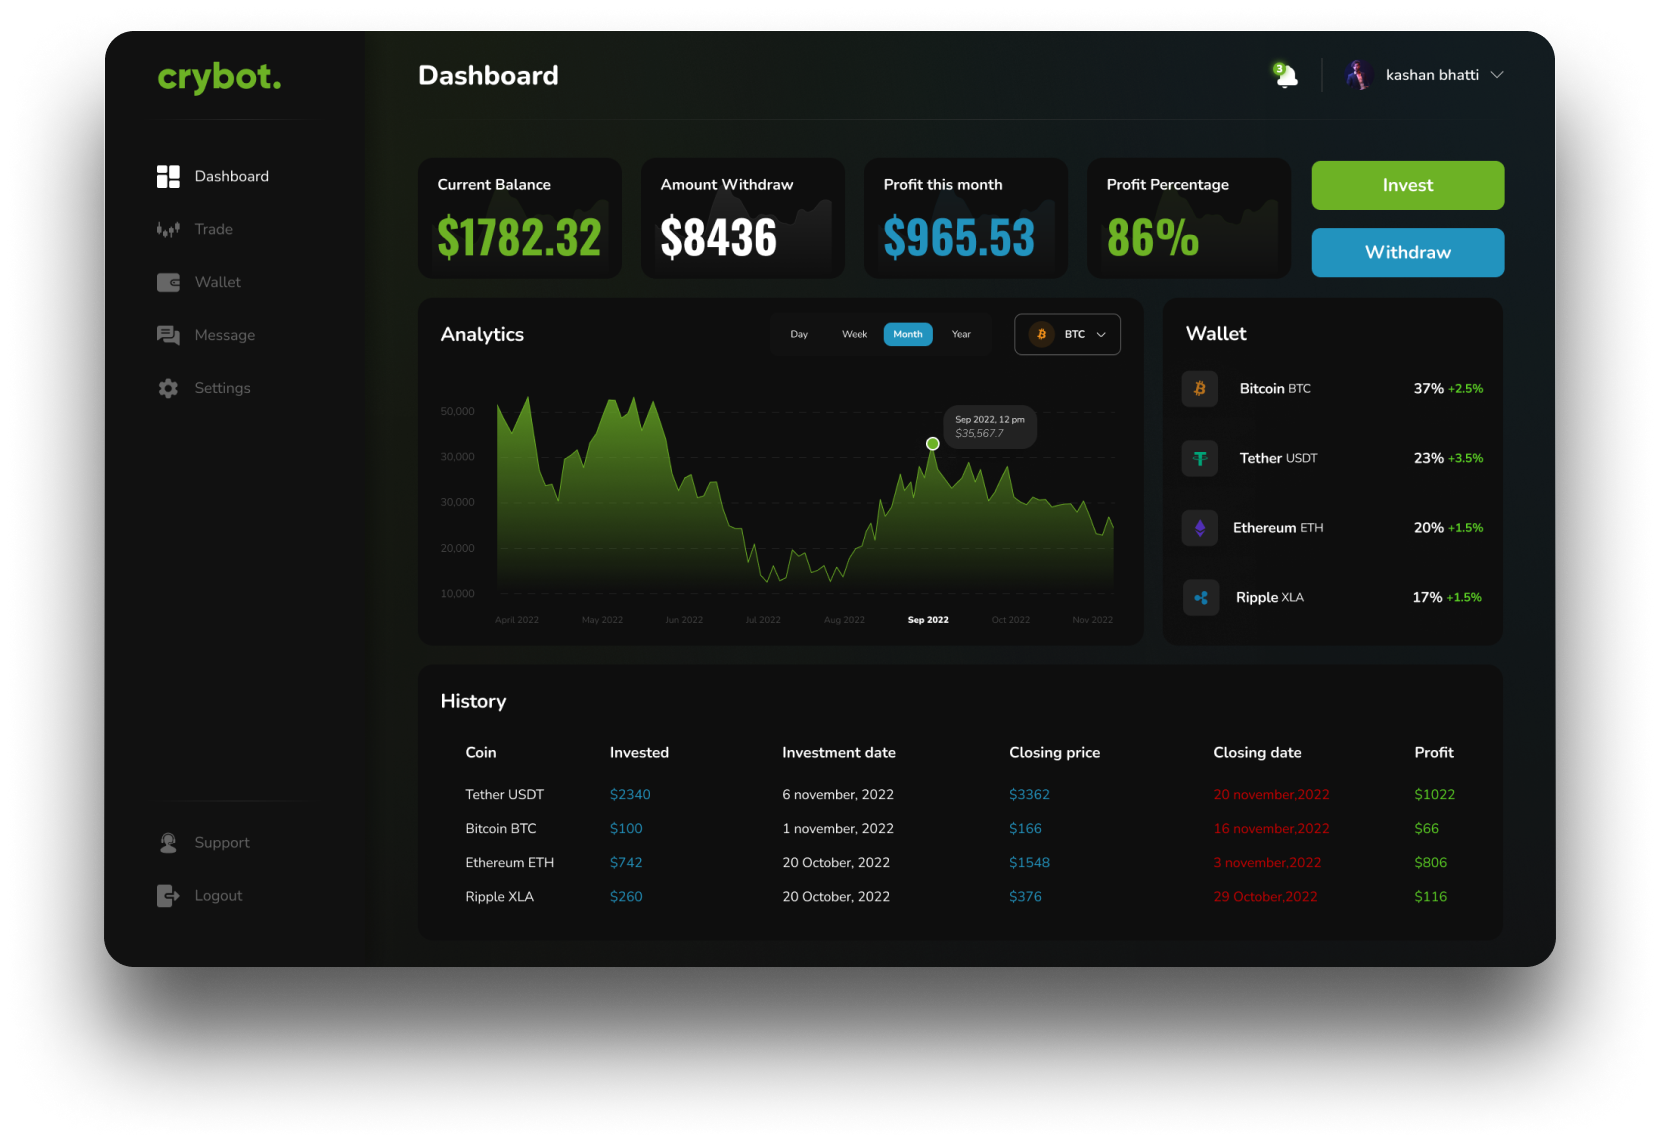 crybot.
Dashboard
3
kashan bhatti
Dashboard
Trade
Wallet
Message
Settings
Support
Logout
Current Balance
$1782.32
Amount Withdraw
$8436
Profit this month
$965.53
Profit Percentage
86%
Invest
Withdraw
Analytics
Day Week Month Year
BTC
50,000
30,000
30,000
20,000
10,000
Sep 2022, 12 pm
$35,567.7
April 2022 May 2022 Jun 2022 Jul 2022 Aug 2022 Sep 2022 Oct 2022 Nov 2022
Wallet
Bitcoin BTC 37% +2.5%
Tether USDT 23% +3.5%
Ethereum ETH 20% +1.5%
Ripple XLA 17% +1.5%
History
Coin Invested Investment date Closing price Closing date Profit
Tether USDT $2340 6 november, 2022 $3362 20 november,2022 $1022
Bitcoin BTC $100 1 november, 2022 $166 16 november,2022 $66
Ethereum ETH $742 20 October, 2022 $1548 3 november,2022 $806
Ripple XLA $260 20 October, 2022 $376 29 October,2022 $116